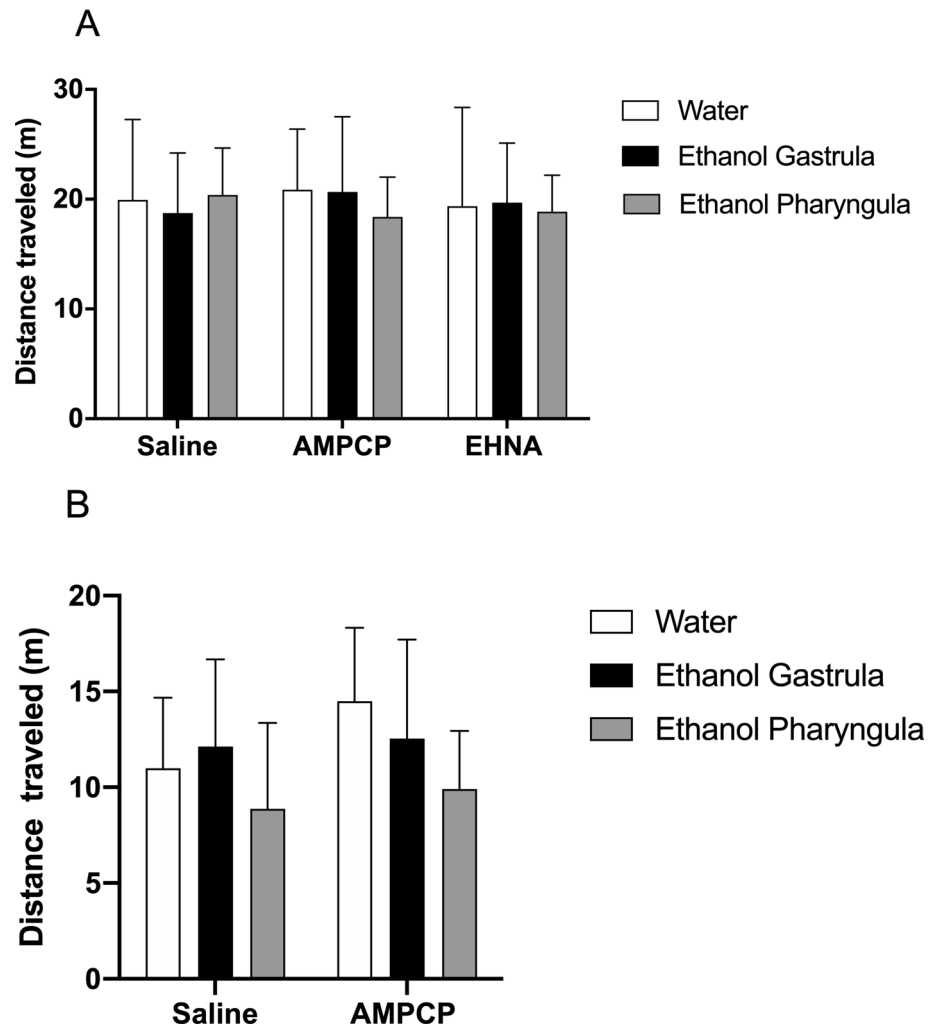 A
Distance traveled (m)
30
20
10
0
Saline
AMPCP
EHNA
Water
Ethanol Gastrula
Ethanol Pharyngula
B
Distance traveled (m)
20
15
10
5
0
Saline
AMPCP
Water
Ethanol Gastrula
Ethanol Pharyngula